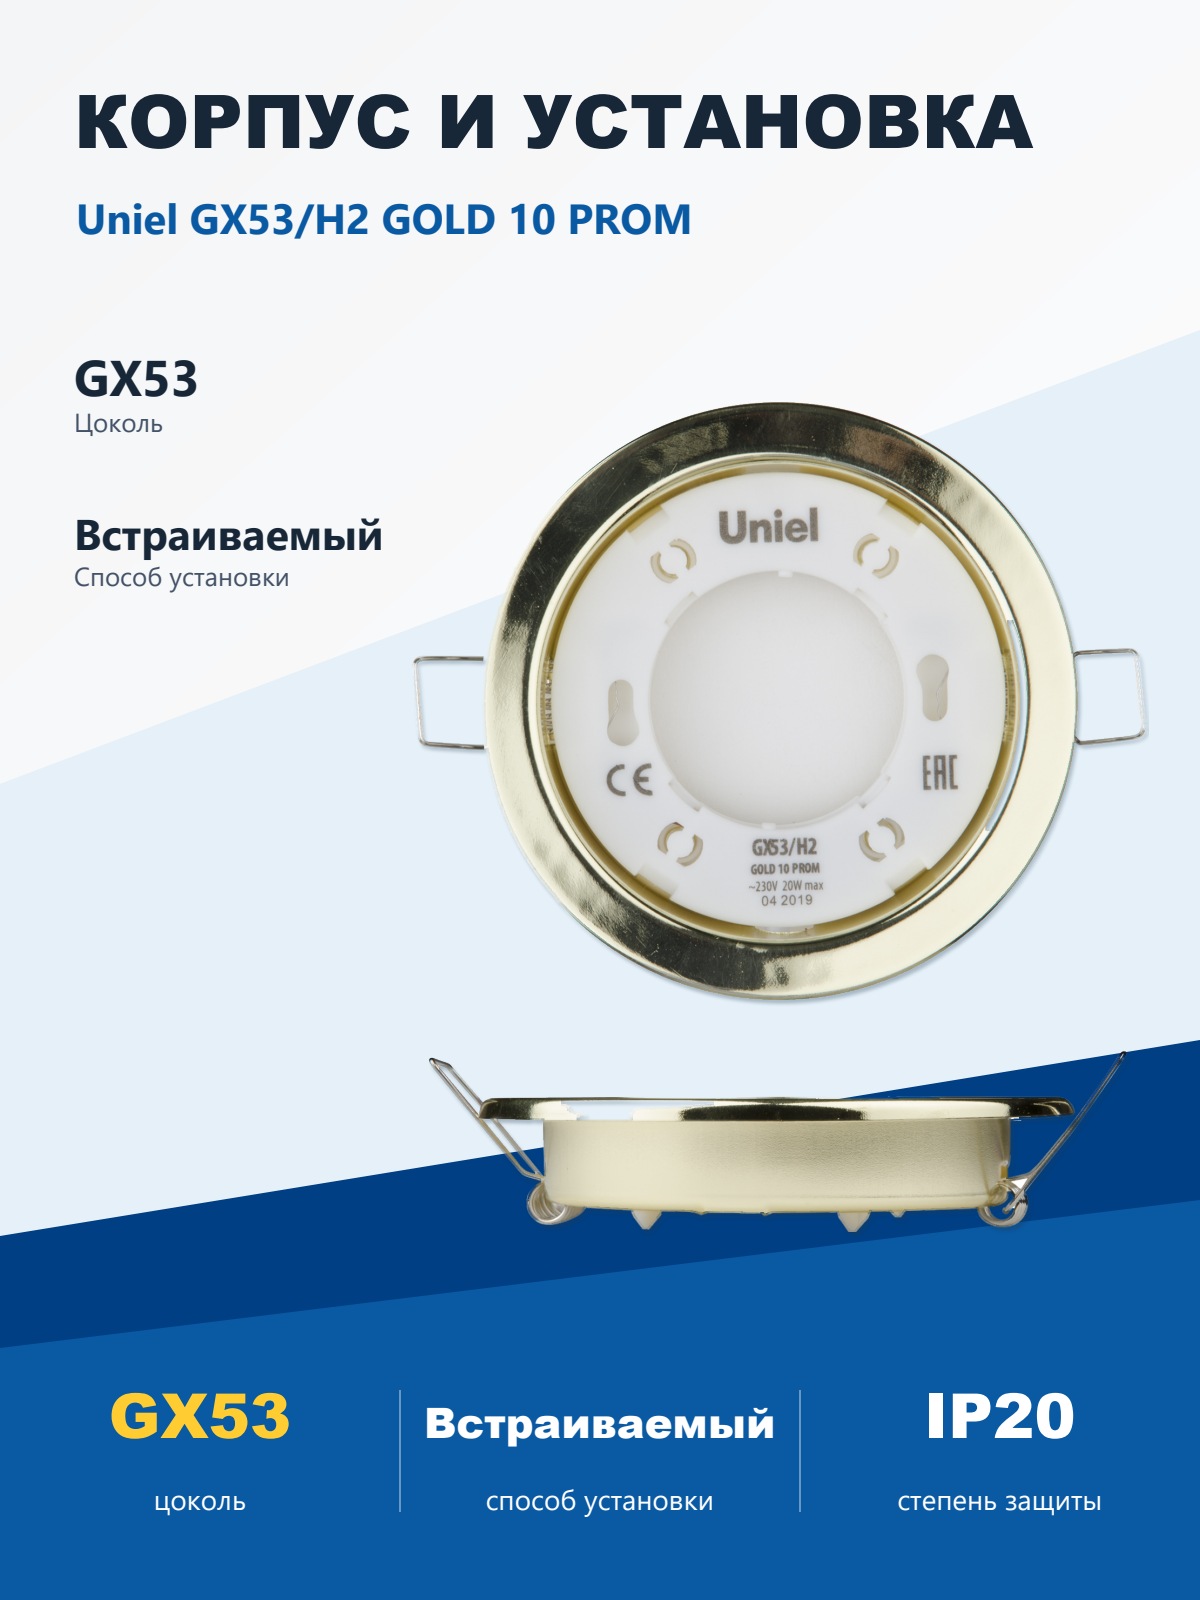 КОРПУС И УСТАНОВКА
Uniel GX53/H2 GOLD 10 PROM
GX53
Цоколь
Встраиваемый
Способ установки
Uniel
CE
EAC
GX53/H2
GOLD 10 PROM
~230V 20W max
04 2019
GX53
цоколь
Встраиваемый
способ установки
IP20
степень защиты